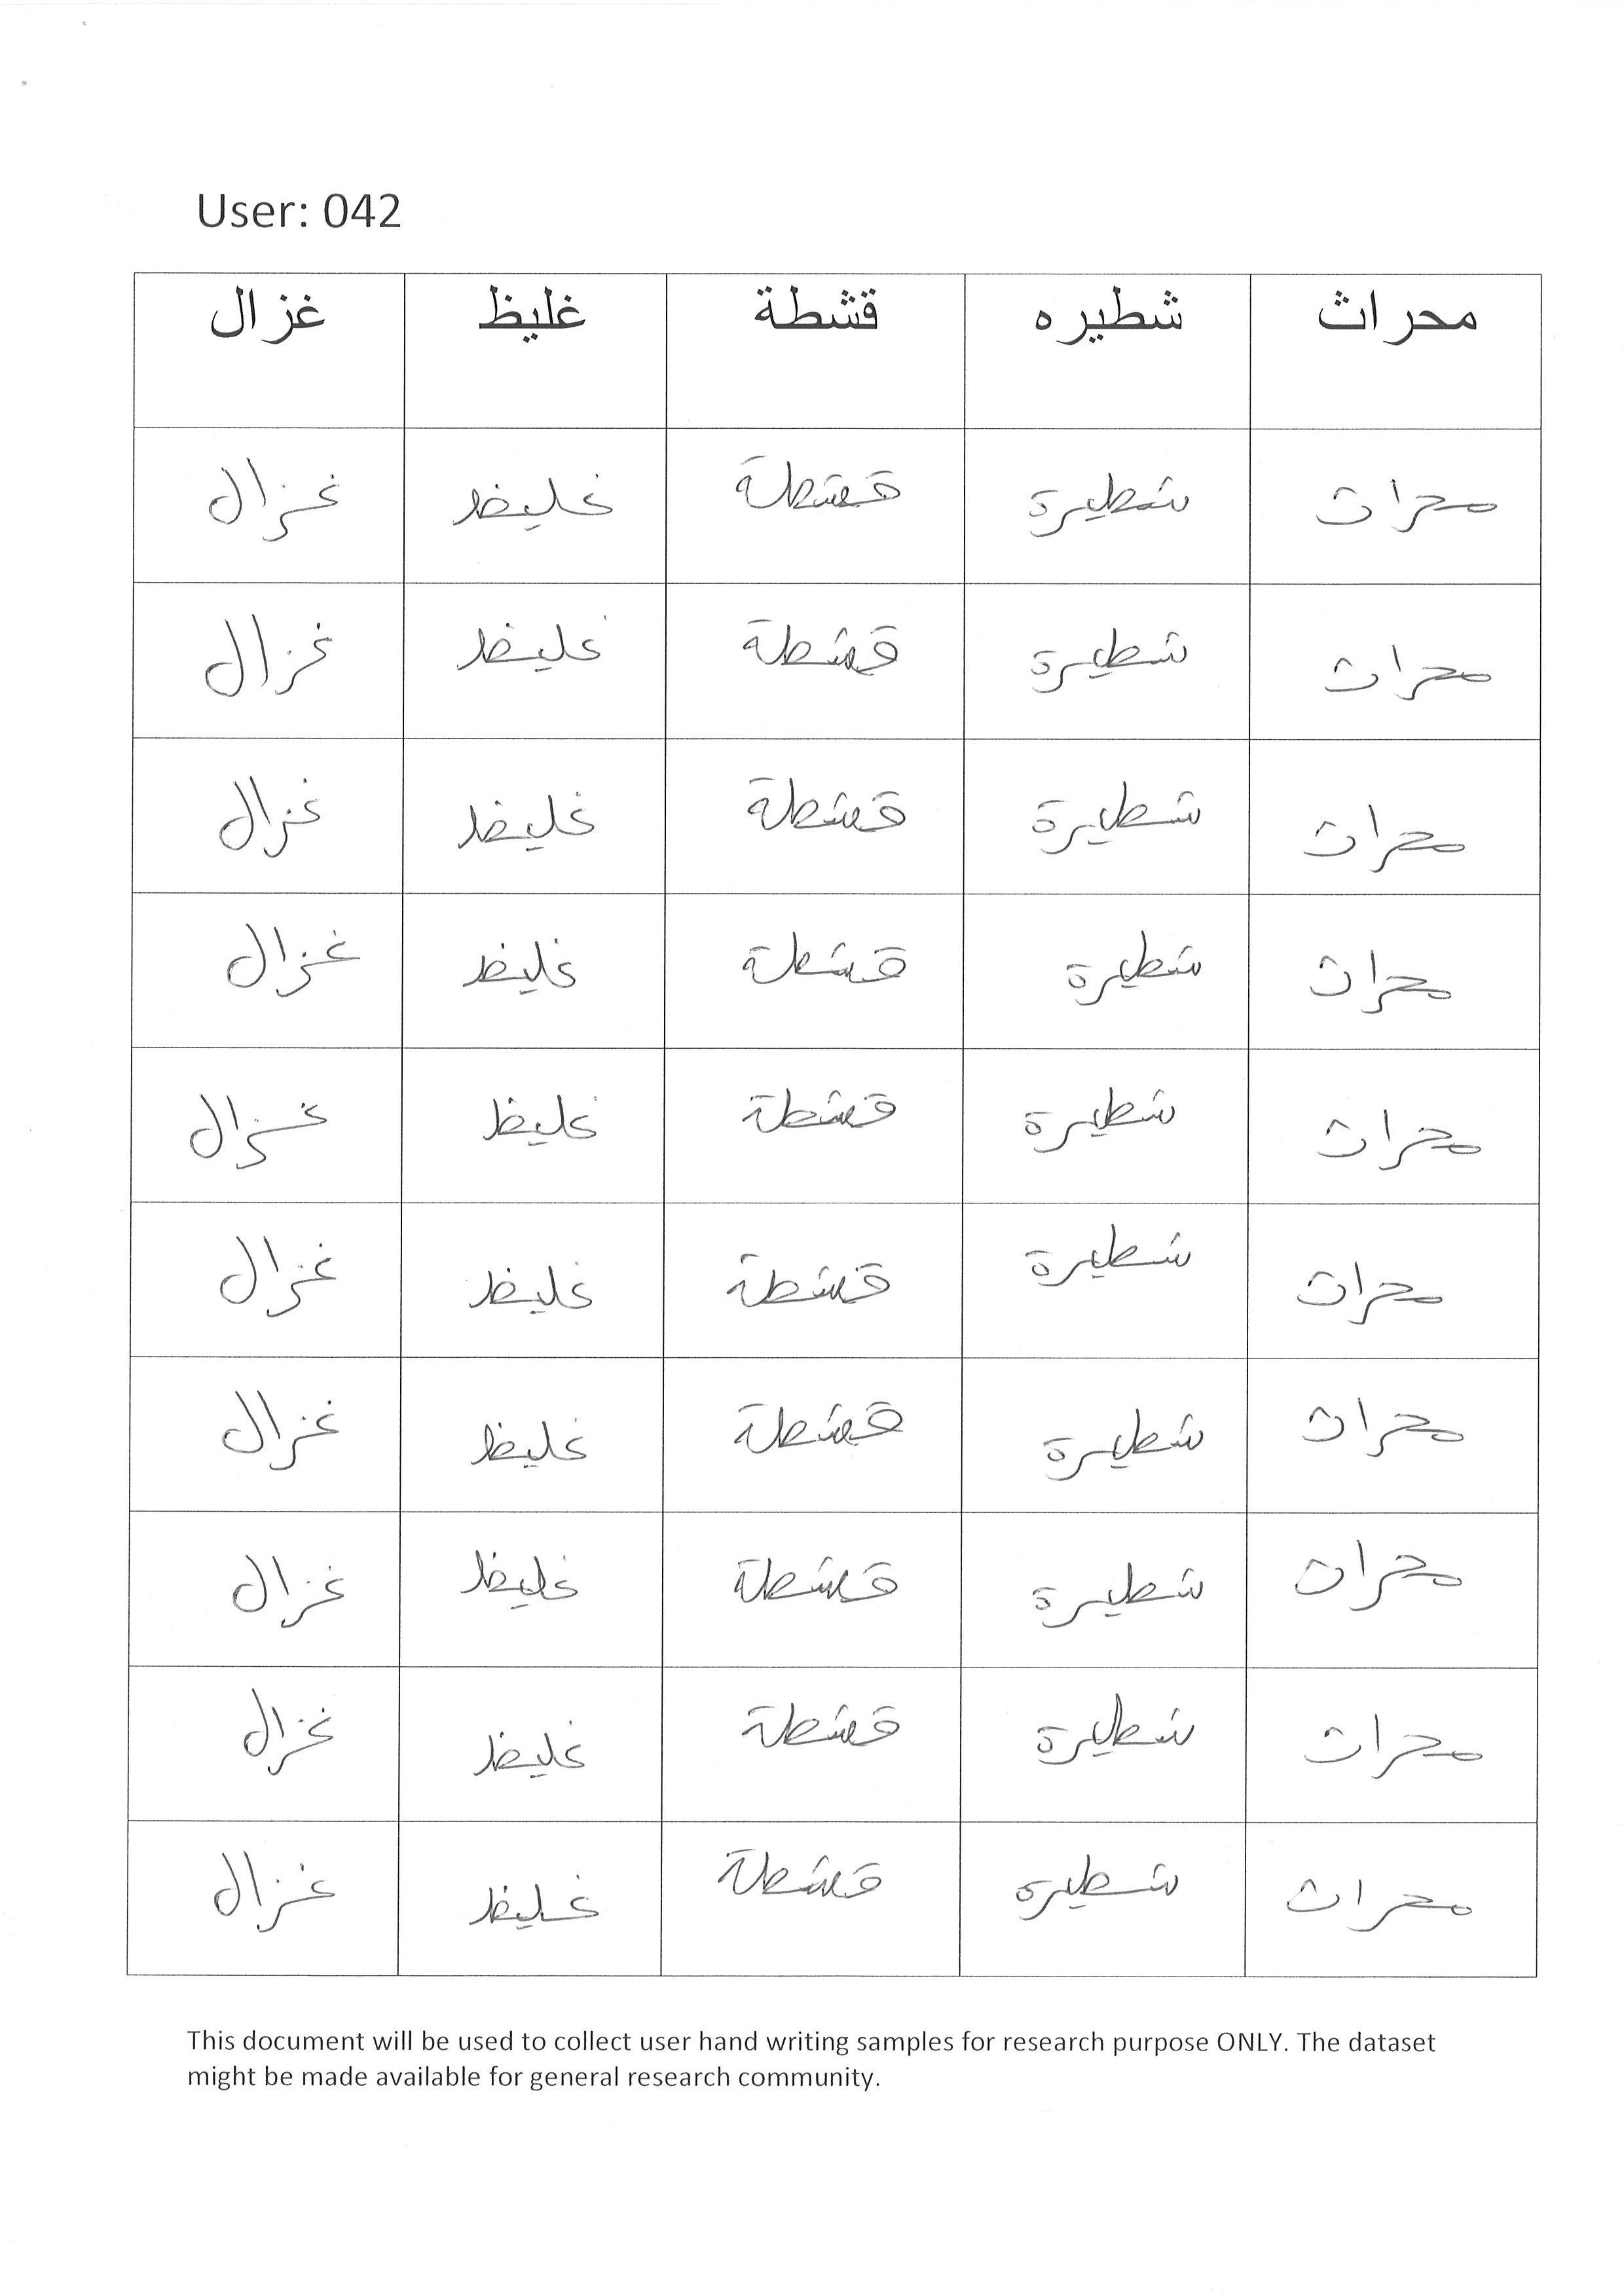 User: 042
محراث شطيره قشطة غليظ غزال
محراث شطيرة قشطة غليظ غزال
محراث شطيرة قشطة غليظ غزال
محراث شطيرة قشطة غليظ غزال
محراث شطيرة قشطة غليظ غزال
محراث شطيرة قشطة غليظ غزال
محراث شطيرة قشطة غليظ غزال
محراث شطيرة قشطة غليظ غزال
محراث شطيرة قشطة غليظ غزال
محراث شطيرة قشطة غليظ غزال
محراث شطيره قشطة غليظ غزال
This document will be used to collect user hand writing samples for research purpose ONLY. The dataset
might be made available for general research community.